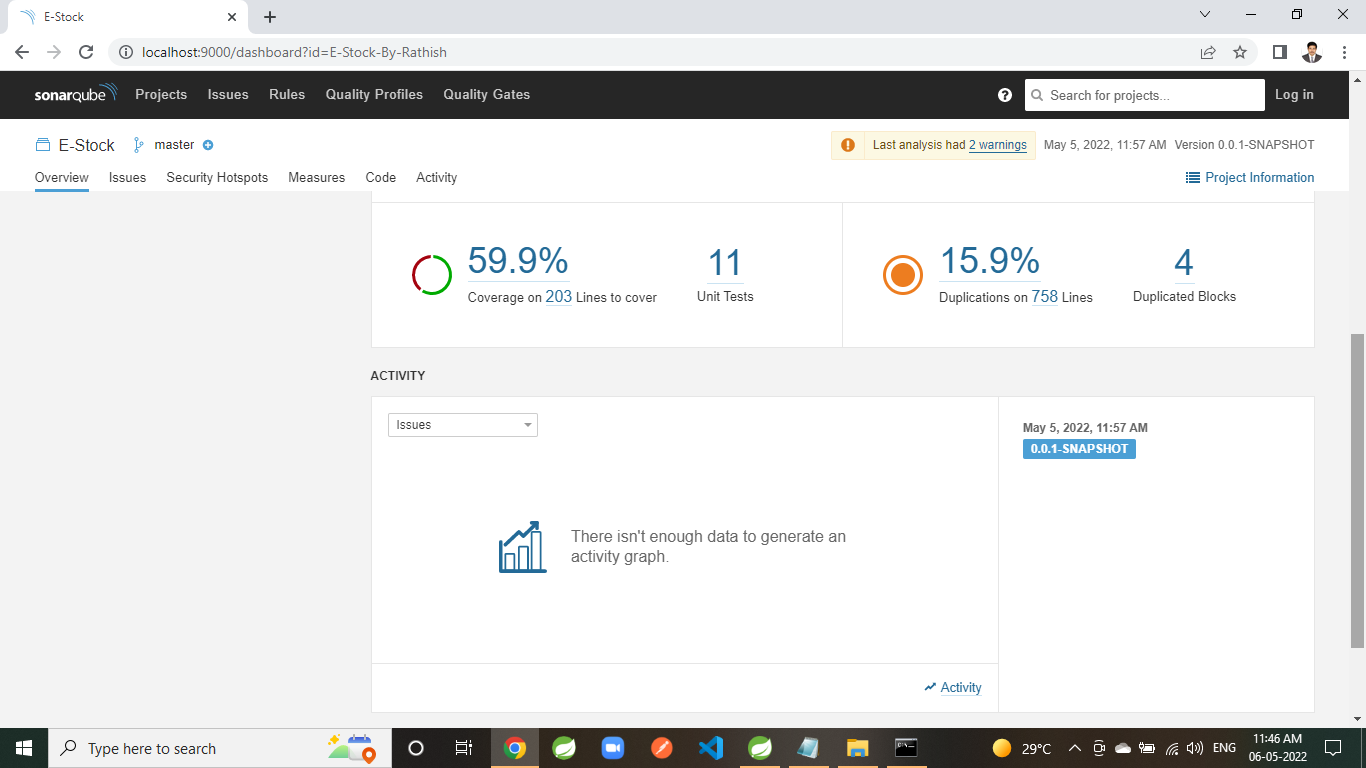 E-Stock
localhost:9000/dashboard?id=E-Stock-By-Rathish
sonarqube Projects Issues Rules Quality Profiles Quality Gates ? Search for projects... Log in
E-Stock master Last analysis had 2 warnings May 5, 2022, 11:57 AM Version 0.0.1-SNAPSHOT
Overview Issues Security Hotspots Measures Code Activity Project Information
59.9% 11 15.9% 4
Coverage on 203 Lines to cover Unit Tests Duplications on 758 Lines Duplicated Blocks
ACTIVITY
Issues
May 5, 2022, 11:57 AM
0.0.1-SNAPSHOT
There isn't enough data to generate an
activity graph.
Activity
Type here to search 29°C ENG 11:46 AM
06-05-2022